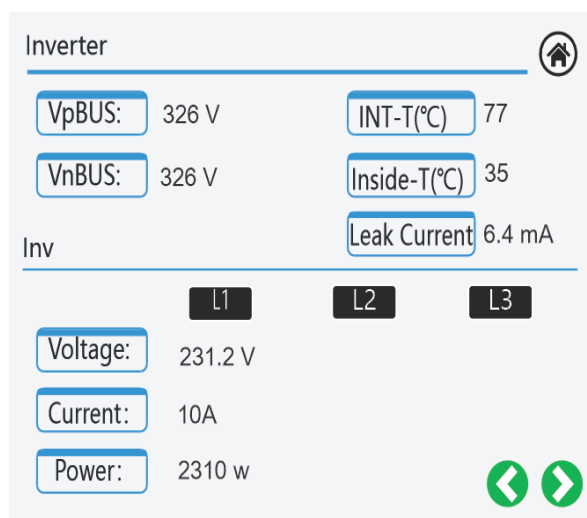 Inverter
VpBUS: 326 V INT-T(℃) 77
VnBUS: 326 V Inside-T(℃) 35
Leak Current 6.4 mA
Inv
L1 L2 L3
Voltage: 231.2 V
Current: 10A
Power: 2310 w